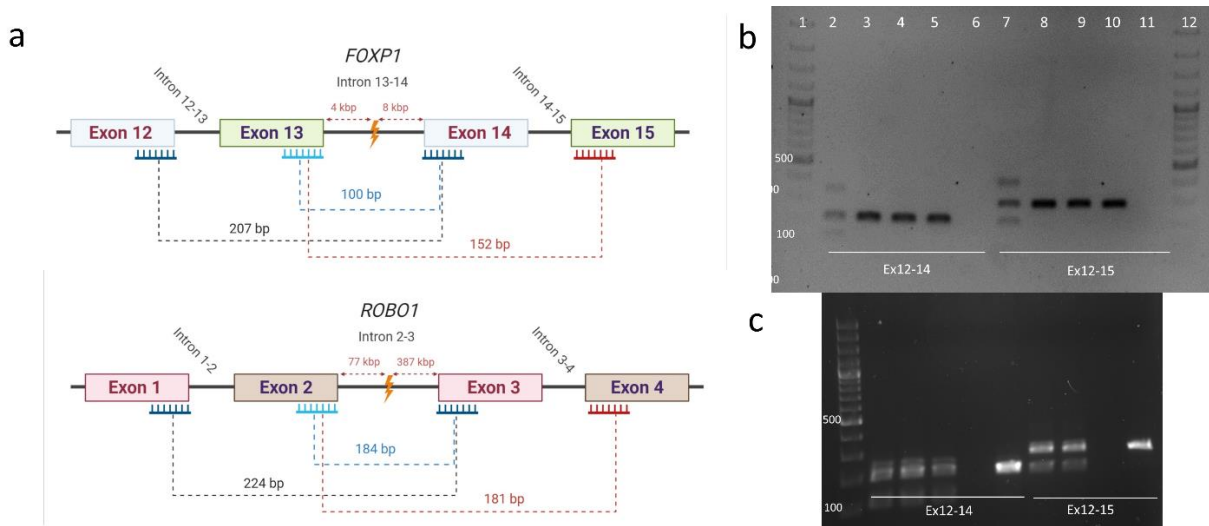 a
FOXP1
Intron 13-14
Intron 12-13
Intron 14-15
4 kbp
8 kbp
Exon 12
Exon 13
Exon 14
Exon 15
100 bp
207 bp
152 bp
ROBO1
Intron 2-3
Intron 1-2
Intron 3-4
77 kbp
387 kbp
Exon 1
Exon 2
Exon 3
Exon 4
184 bp
224 bp
181 bp
b
1 2 3 4 5 6 7 8 9 10 11 12
500
100
Ex12-14
Ex12-15
c
500
100
Ex12-14
Ex12-15